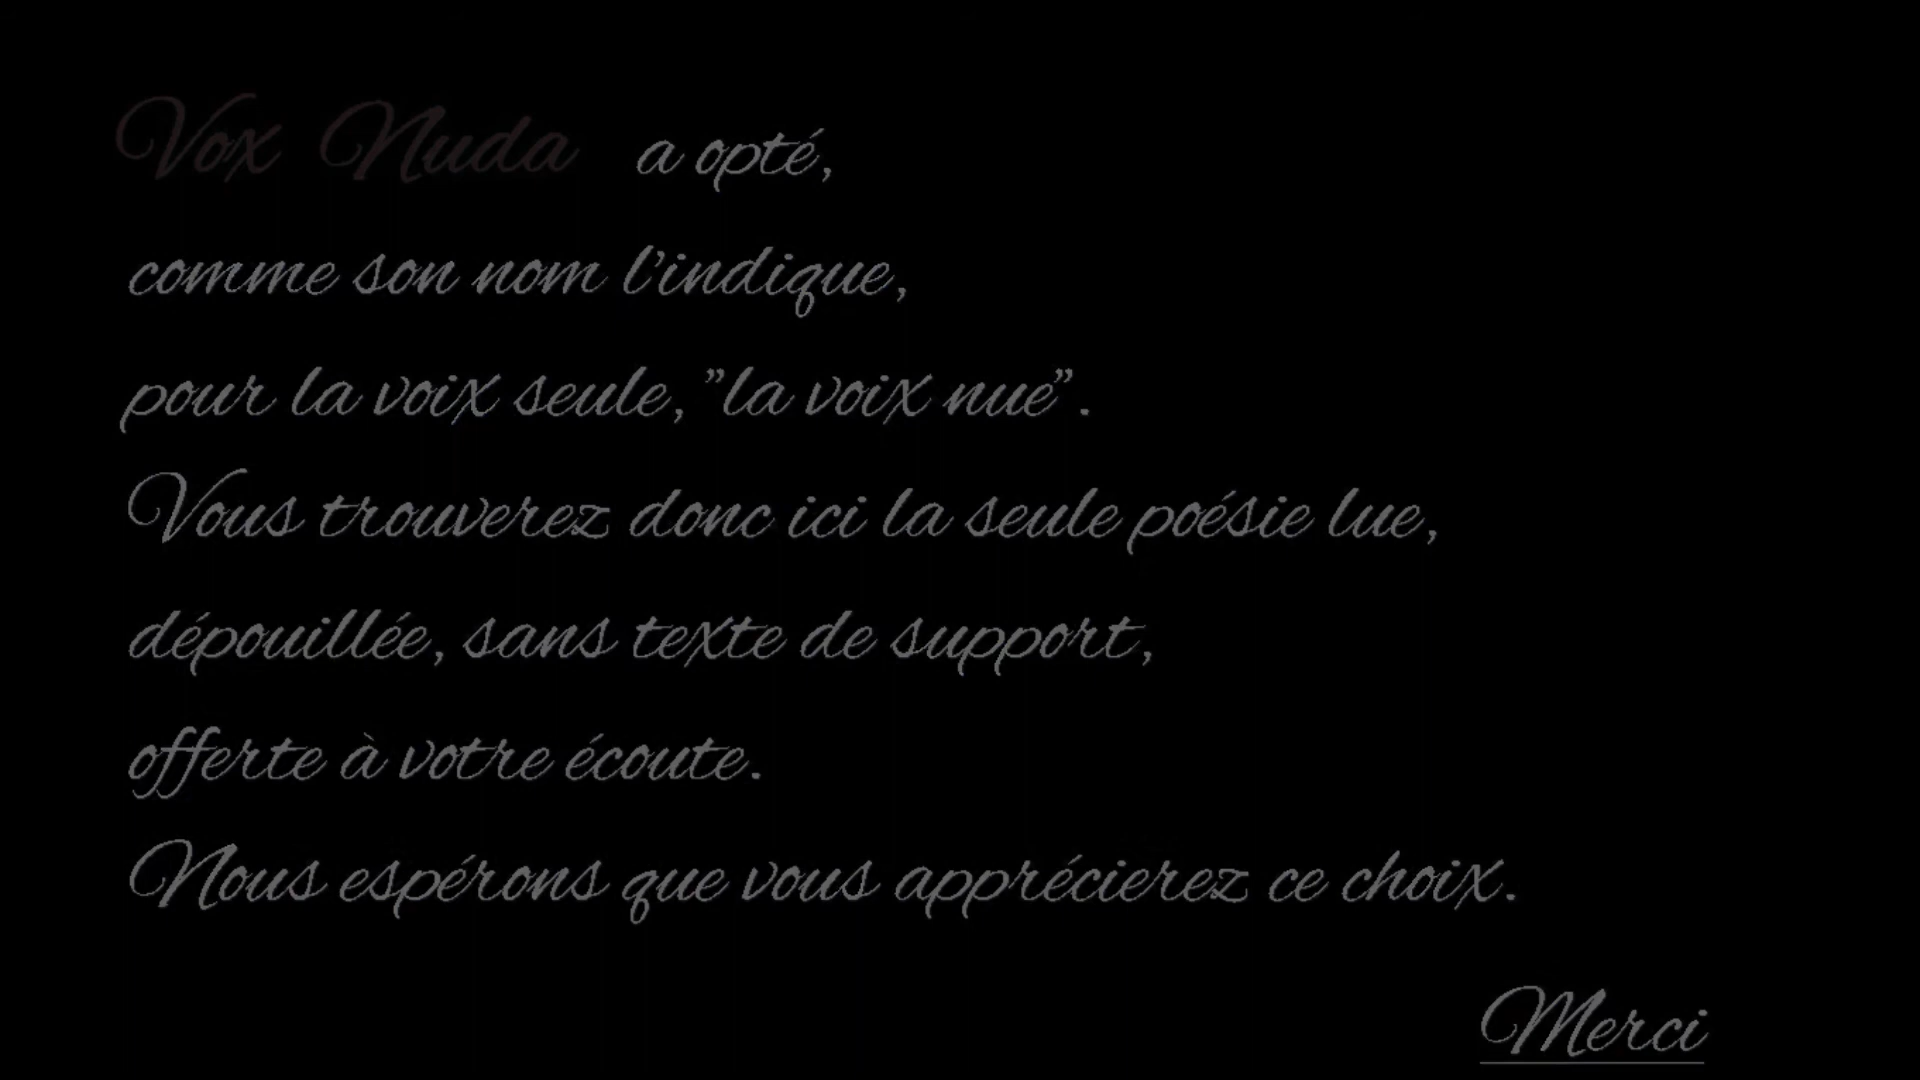 Vox Nuda a opté,
comme son nom l'indique,
pour la voix seule, "la voix nue".
Vous trouverez donc ici la seule poésie lue,
dépouillée, sans texte de support,
offerte à votre écoute.
Nous espérons que vous apprécierez ce choix.
Merci